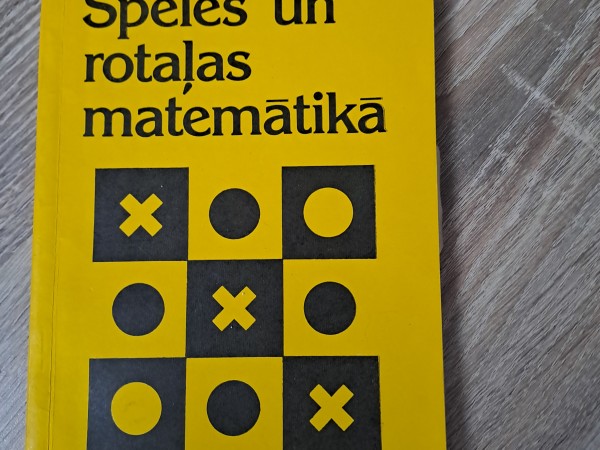 Spēles un
rotaļas
matemātikā